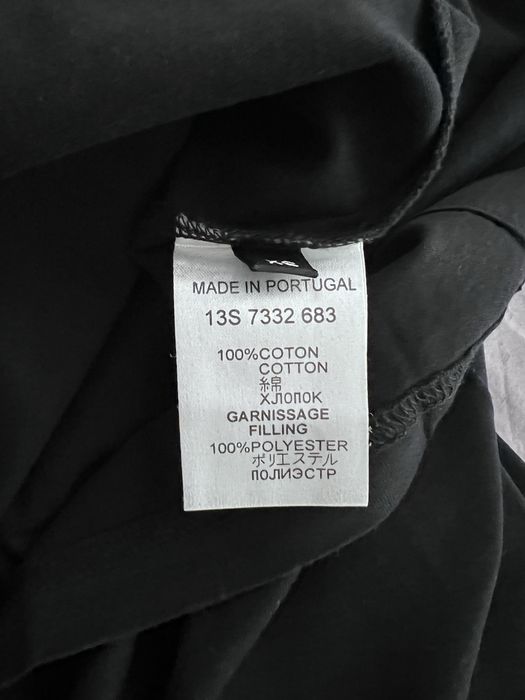 MADE IN PORTUGAL
13S 7332 683
100%COTON
COTTON
綿
ХЛОПОК
GARNISSAGE
FILLING
100%POLYESTER
ポリエステル
ПОЛИЭСТР